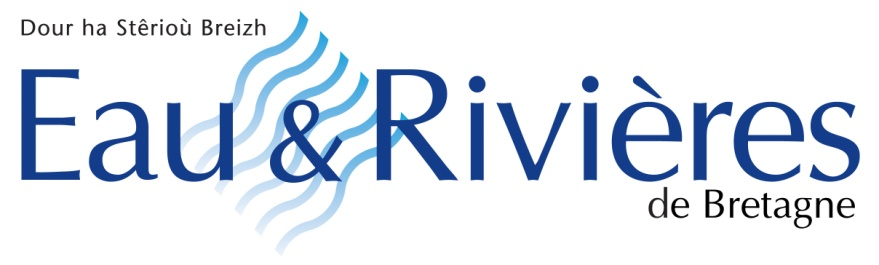 Dour ha Stêrioù Breizh
Eau & Rivières
de Bretagne